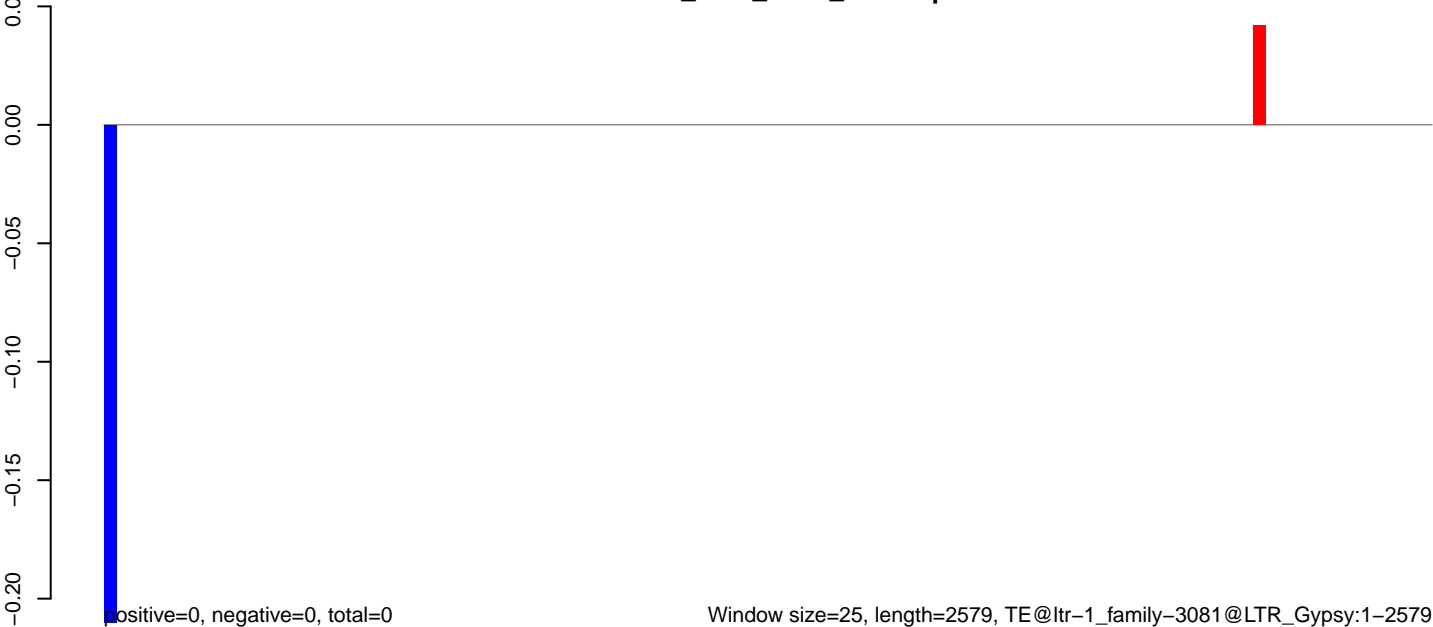 0.00
−0.05
−0.10
−0.15
−0.20
positive=0, negative=0, total=0
Window size=25, length=2579, TE@ltr−1_family−3081@LTR_Gypsy:1−2579